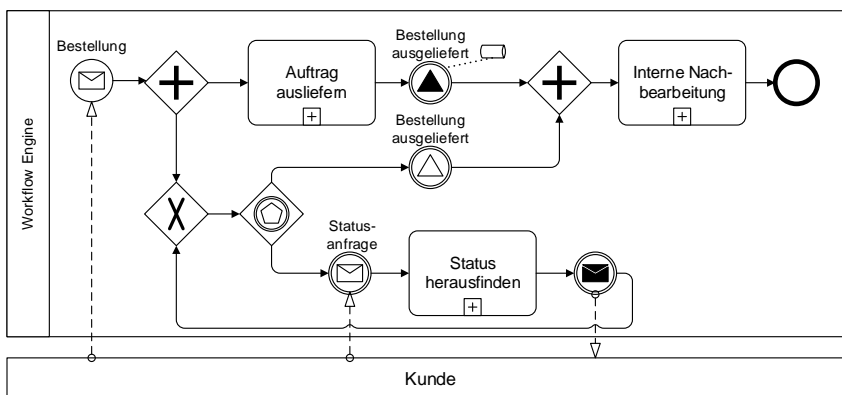 Workflow Engine
Bestellung
Auftrag
ausliefern
Bestellung
ausgeliefert
Interne Nach-
bearbeitung
Bestellung
ausgeliefert
Status-
anfrage
Status
herausfinden
Kunde